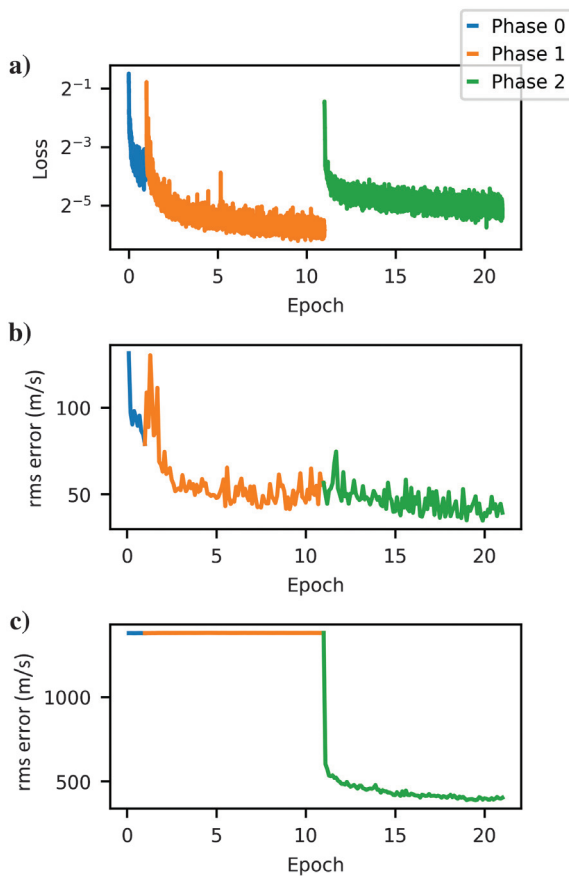 Phase 0
Phase 1
Phase 2
a)
Loss
2⁻¹
2⁻³
2⁻⁵
0 5 10 15 20
Epoch
b)
rms error (m/s)
100
50
0 5 10 15 20
Epoch
c)
rms error (m/s)
1000
500
0 5 10 15 20
Epoch